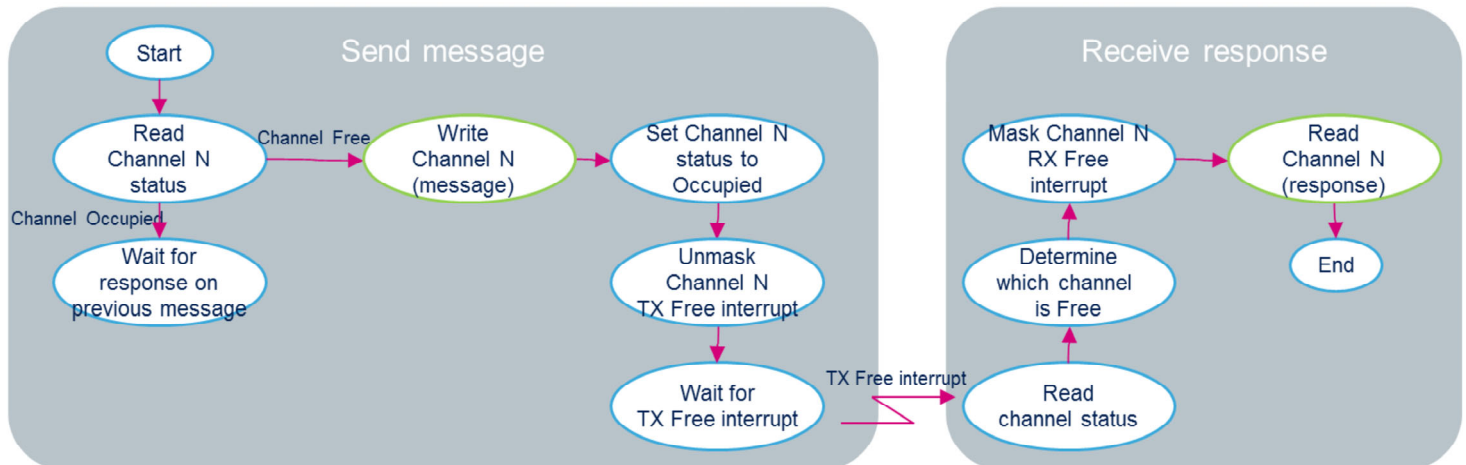 Send message
Start
Read
Channel N
status
Channel Free
Write
Channel N
(message)
Set Channel N
status to
Occupied
Channel Occupied
Wait for
response on
previous message
Unmask
Channel N
TX Free interrupt
Wait for
TX Free interrupt
TX Free interrupt
Receive response
Mask Channel N
RX Free
interrupt
Read
Channel N
(response)
Determine
which channel
is Free
End
Read
channel status